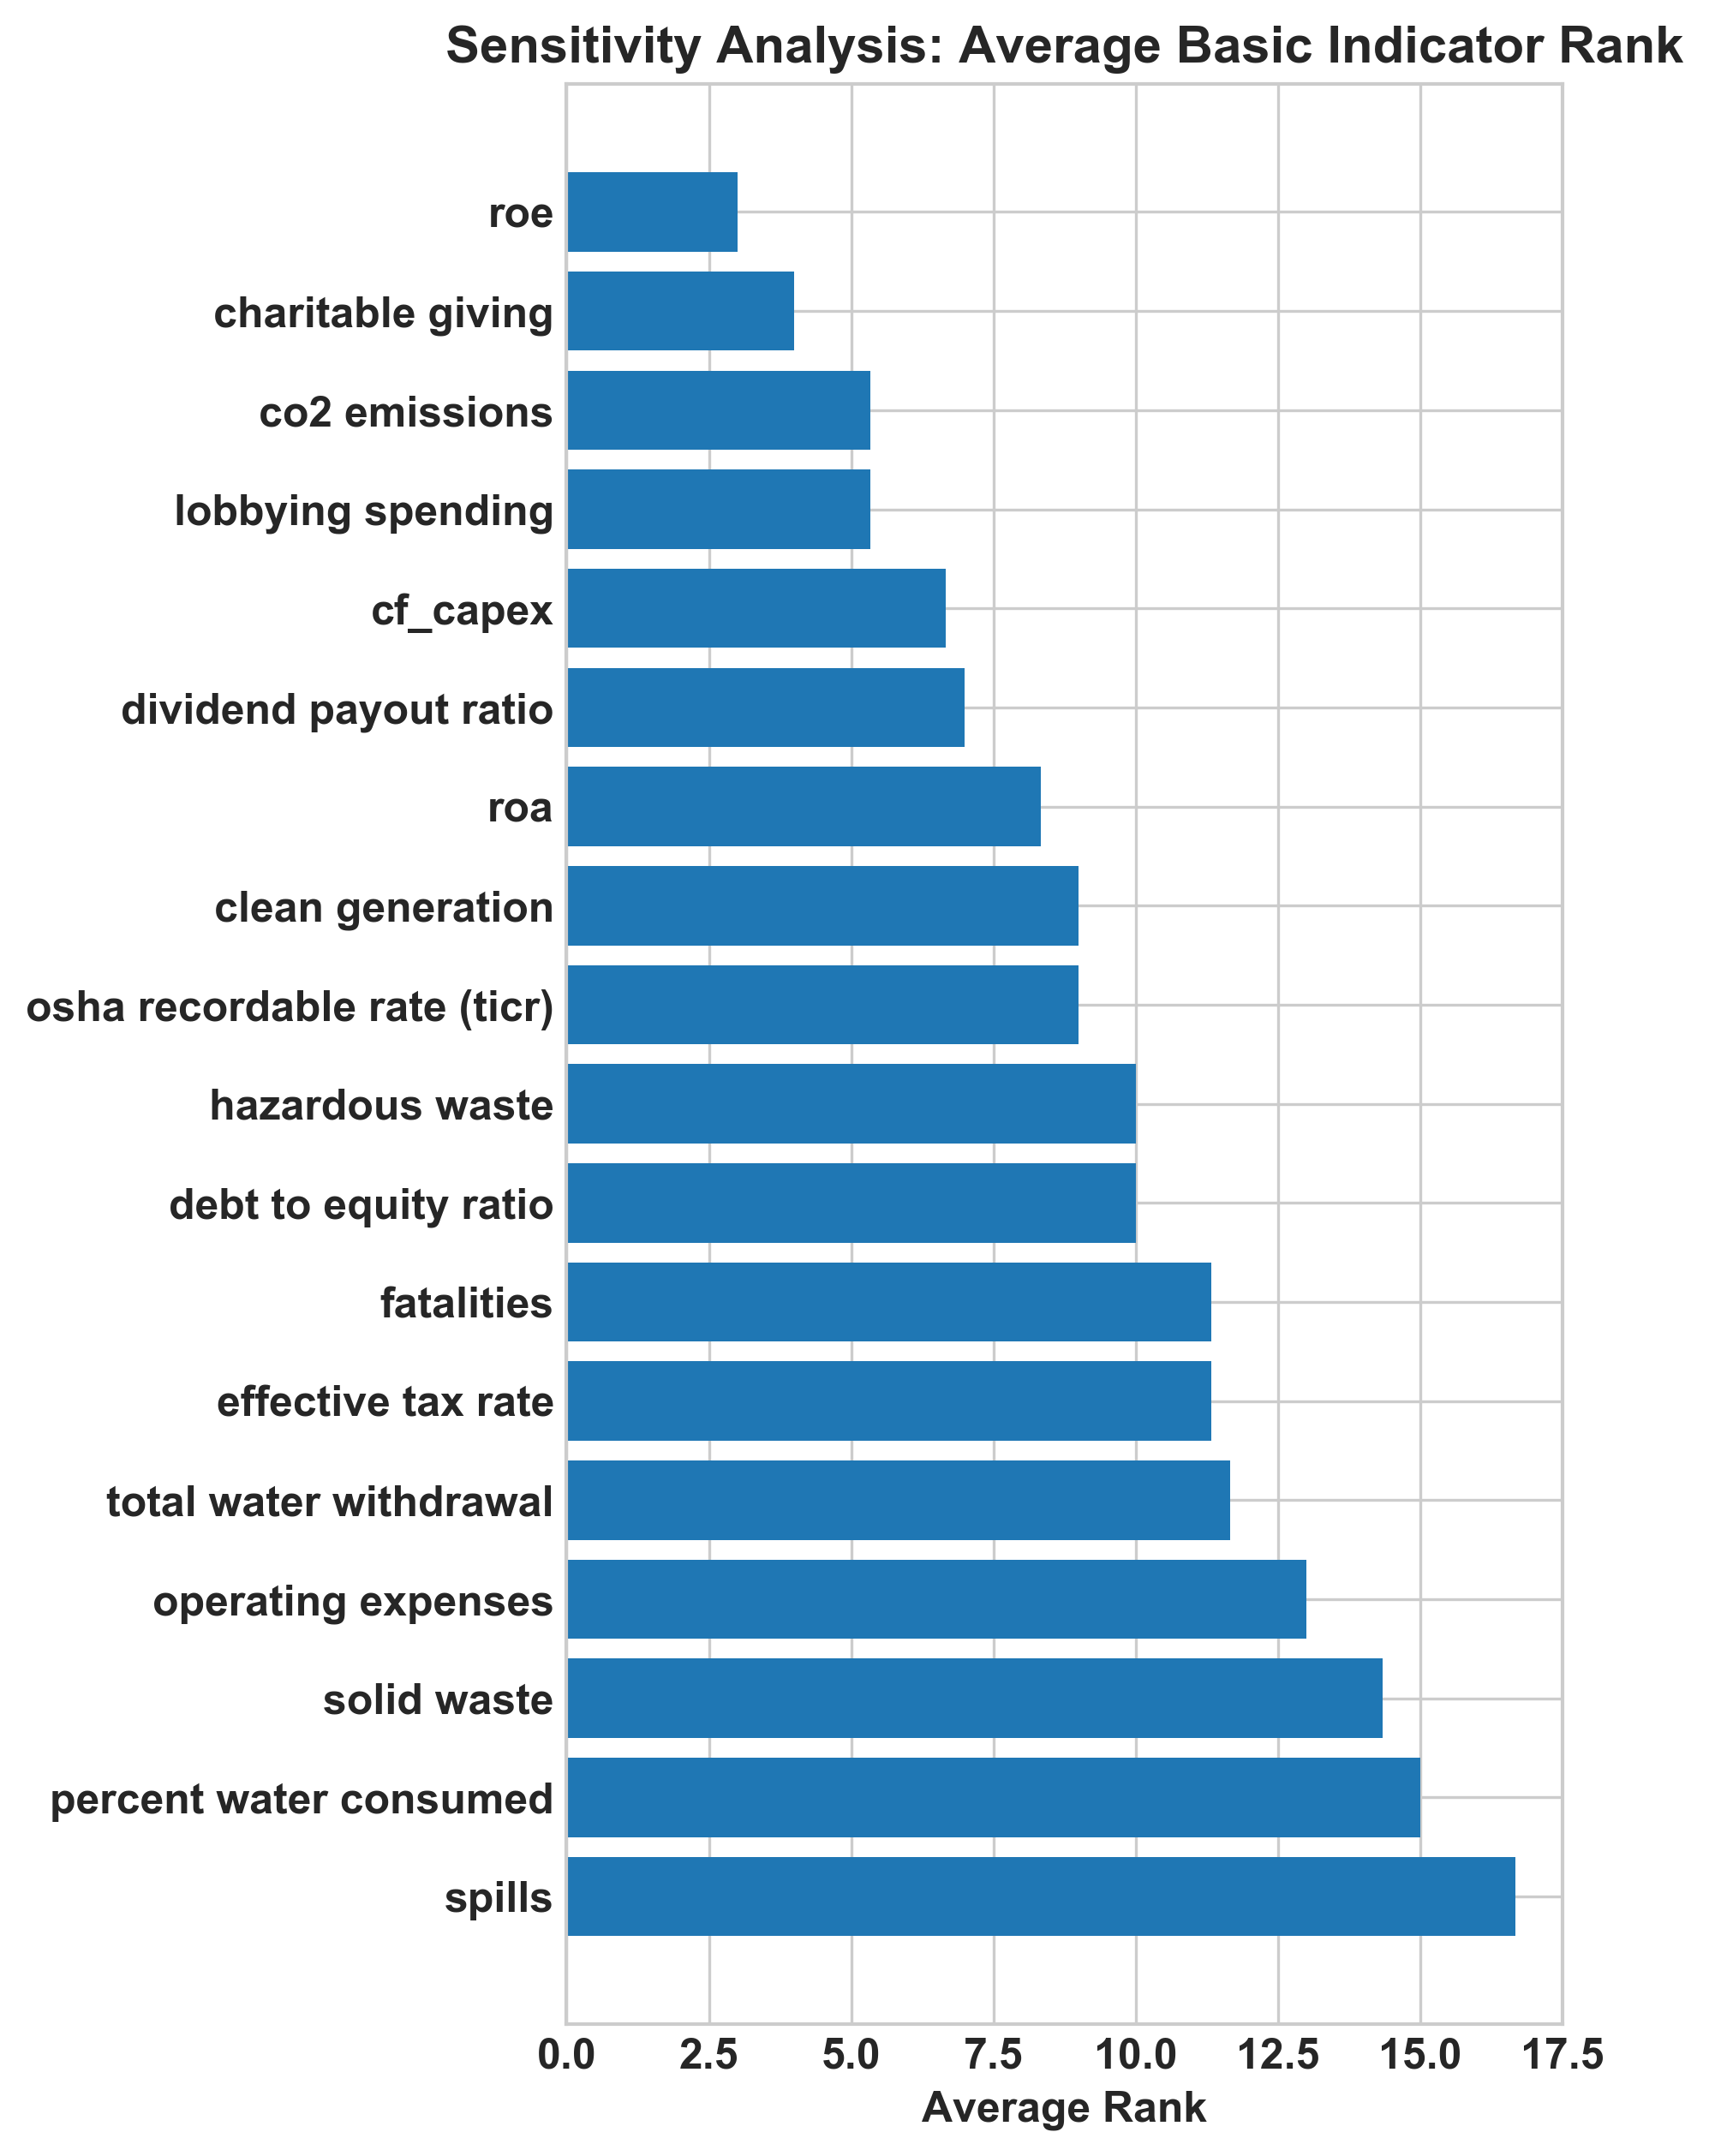 Sensitivity Analysis: Average Basic Indicator Rank
roe
charitable giving
co2 emissions
lobbying spending
cf_capex
dividend payout ratio
roa
clean generation
osha recordable rate (ticr)
hazardous waste
debt to equity ratio
fatalities
effective tax rate
total water withdrawal
operating expenses
solid waste
percent water consumed
spills
0.0 2.5 5.0 7.5 10.0 12.5 15.0 17.5
Average Rank